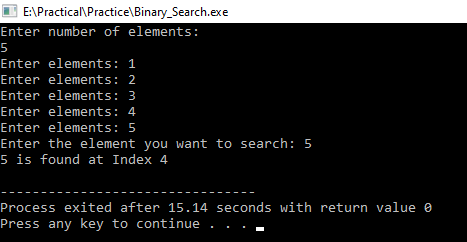 E:\Practical\Practice\Binary_Search.exe
Enter number of elements:
5
Enter elements: 1
Enter elements: 2
Enter elements: 3
Enter elements: 4
Enter elements: 5
Enter the element you want to search: 5
5 is found at Index 4
--------------------------------
Process exited after 15.14 seconds with return value 0
Press any key to continue . . .